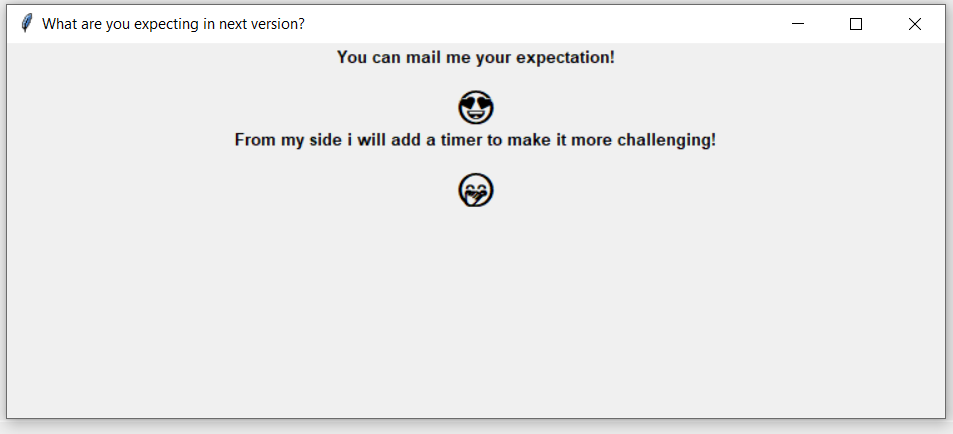 What are you expecting in next version?
You can mail me your expectation!
😍
From my side i will add a timer to make it more challenging!
🤭